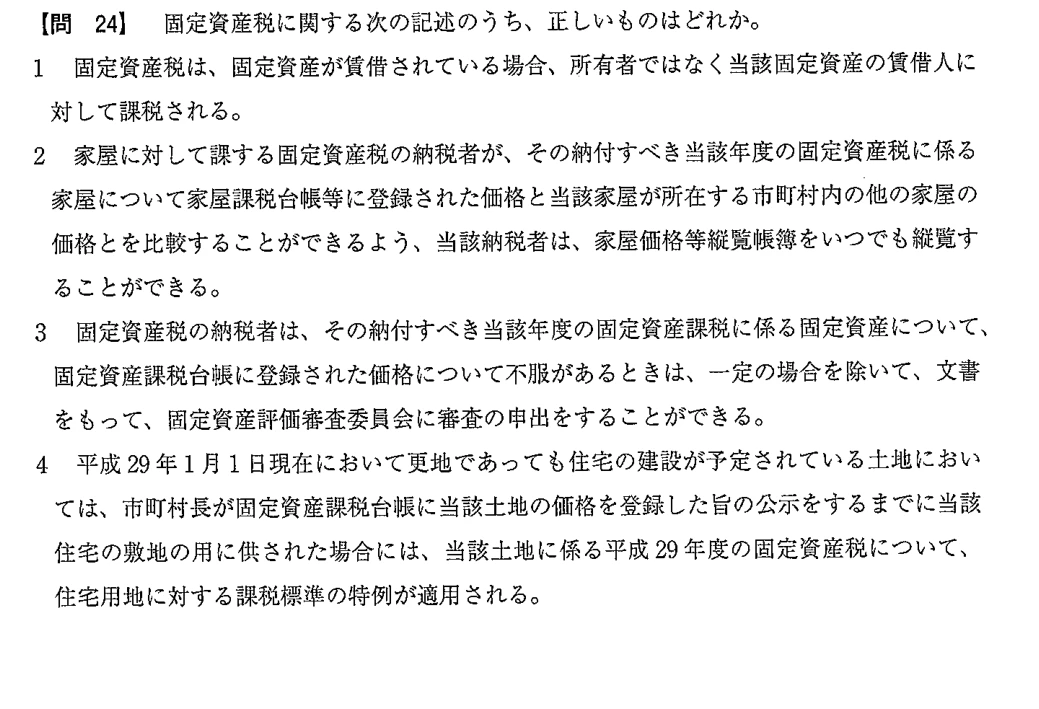 【問　24】　固定資産税に関する次の記述のうち、正しいものはどれか。
1　固定資産税は、固定資産が賃借されている場合、所有者ではなく当該固定資産の賃借人に
対して課税される。
2　家屋に対して課する固定資産税の納税者が、その納付すべき当該年度の固定資産税に係る
家屋について家屋課税台帳等に登録された価格と当該家屋が所在する市町村内の他の家屋の
価格とを比較することができるよう、当該納税者は、家屋価格等縦覧帳簿をいつでも縦覧す
ることができる。
3　固定資産税の納税者は、その納付すべき当該年度の固定資産課税に係る固定資産について、
固定資産課税台帳に登録された価格について不服があるときは、一定の場合を除いて、文書
をもって、固定資産評価審査委員会に審査の申出をすることができる。
4　平成29年1月1日現在において更地であっても住宅の建設が予定されている土地におい
ては、市町村長が固定資産課税台帳に当該土地の価格を登録した旨の公示をするまでに当該
住宅の敷地の用に供された場合には、当該土地に係る平成29年度の固定資産税について、
住宅用地に対する課税標準の特例が適用される。